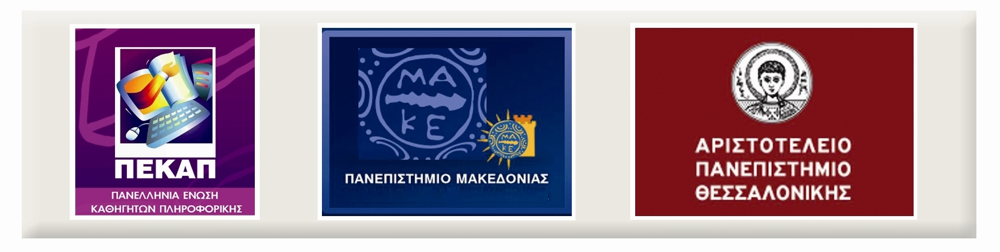 ΠΕΚΑΠ
ΠΑΝΕΛΛΗΝΙΑ ΕΝΩΣΗ
ΚΑΘΗΓΗΤΩΝ ΠΛΗΡΟΦΟΡΙΚΗΣ
ΜΑ
ΚΕ
ΜΑ
ΚΕ
ΠΑΝΕΠΙΣΤΗΜΙΟ ΜΑΚΕΔΟΝΙΑΣ
ΑΡΙΣΤΟΤΕΛΕΙΟ
ΠΑΝΕΠΙΣΤΗΜΙΟ
ΘΕΣΣΑΛΟΝΙΚΗΣ